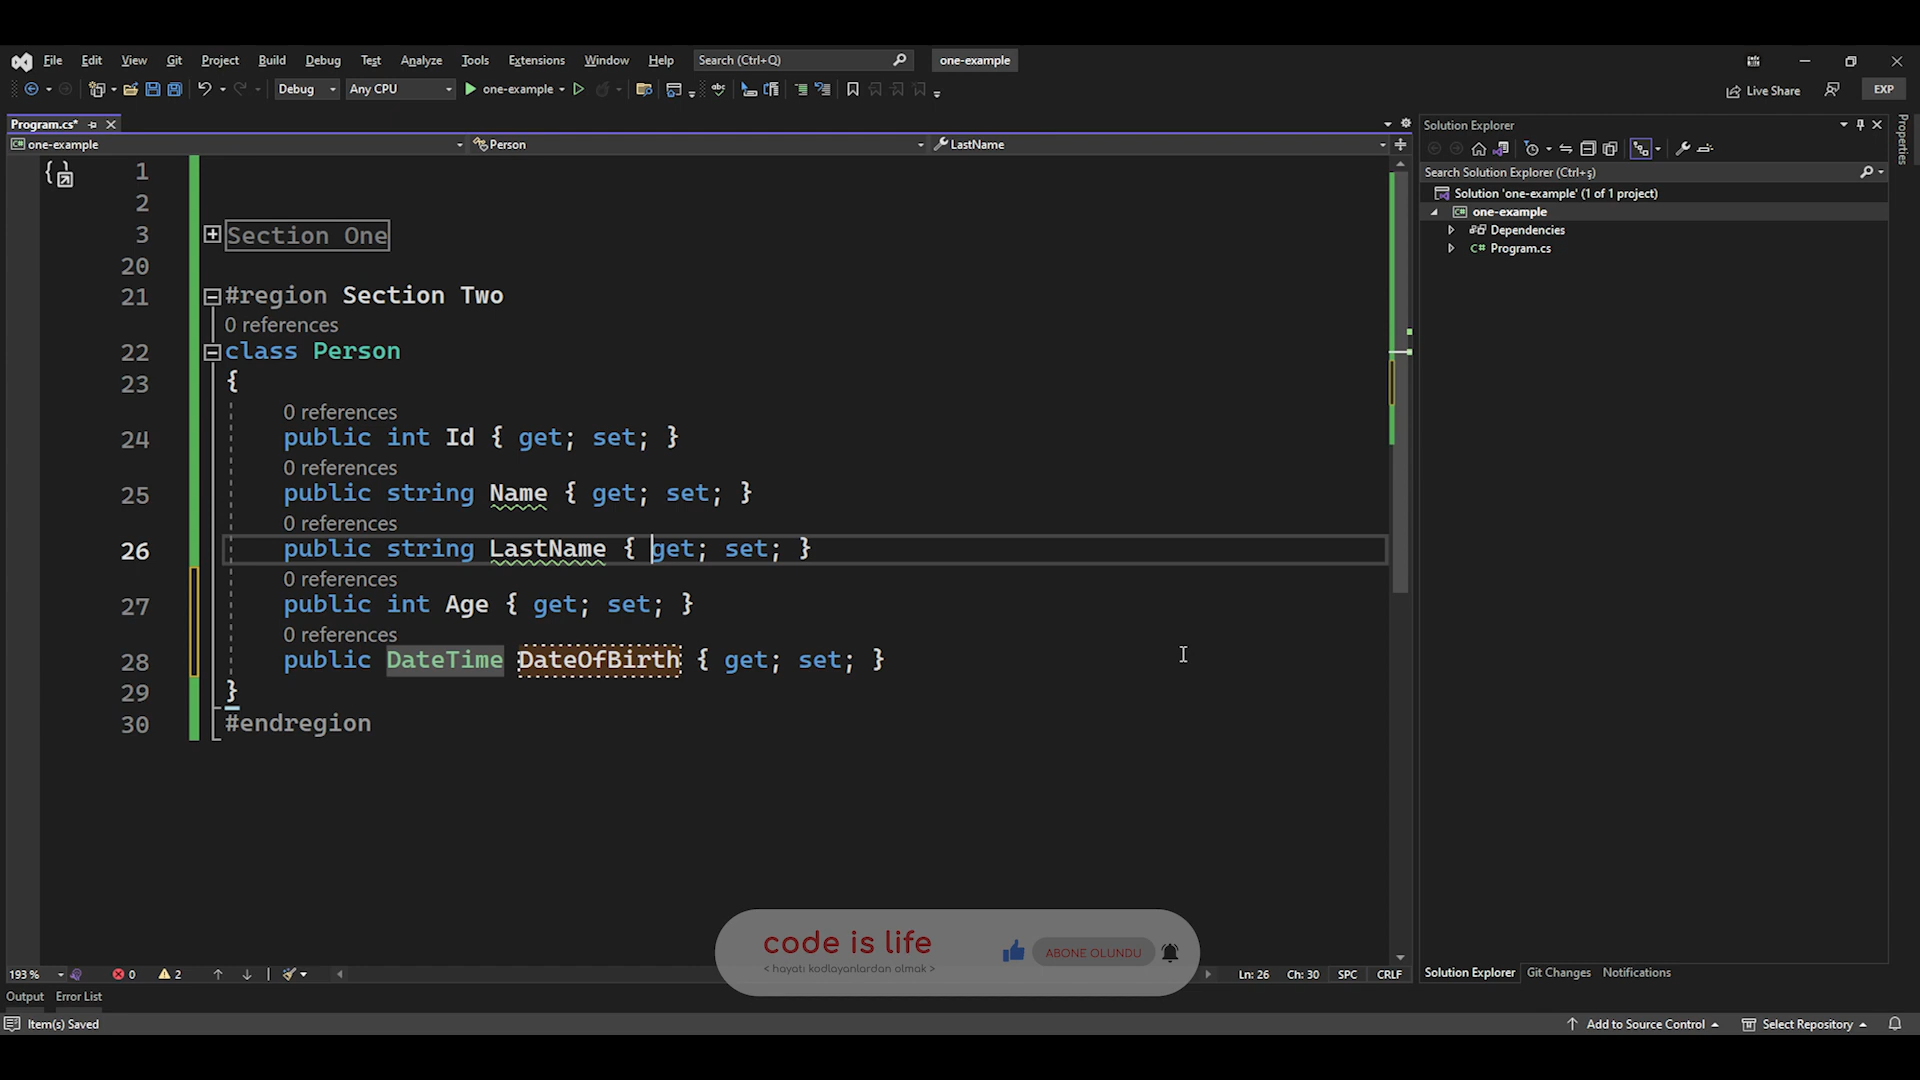 File Edit View Git Project Build Debug Test Analyze Tools Extensions Window Help Search (Ctrl+Q) one-example
Debug Any CPU one-example Live Share EXP
Program.cs*
one-example Person LastName
Solution Explorer
Search Solution Explorer (Ctrl+ş)
Solution 'one-example' (1 of 1 project)
one-example
Dependencies
C# Program.cs
Properties
1
2
3 Section One
20
21 #region Section Two
0 references
22 class Person
23 {
0 references
24 public int Id { get; set; }
0 references
25 public string Name { get; set; }
0 references
26 public string LastName { get; set; }
0 references
27 public int Age { get; set; }
0 references
28 public DateTime DateOfBirth { get; set; }
29 }
30 #endregion
code is life
< hayatı kodlayanlardan olmak >
ABONE OLUNDU
193 % 0 2 Ln: 26 Ch: 30 SPC CRLF
Solution Explorer Git Changes Notifications
Output Error List
Item(s) Saved Add to Source Control Select Repository